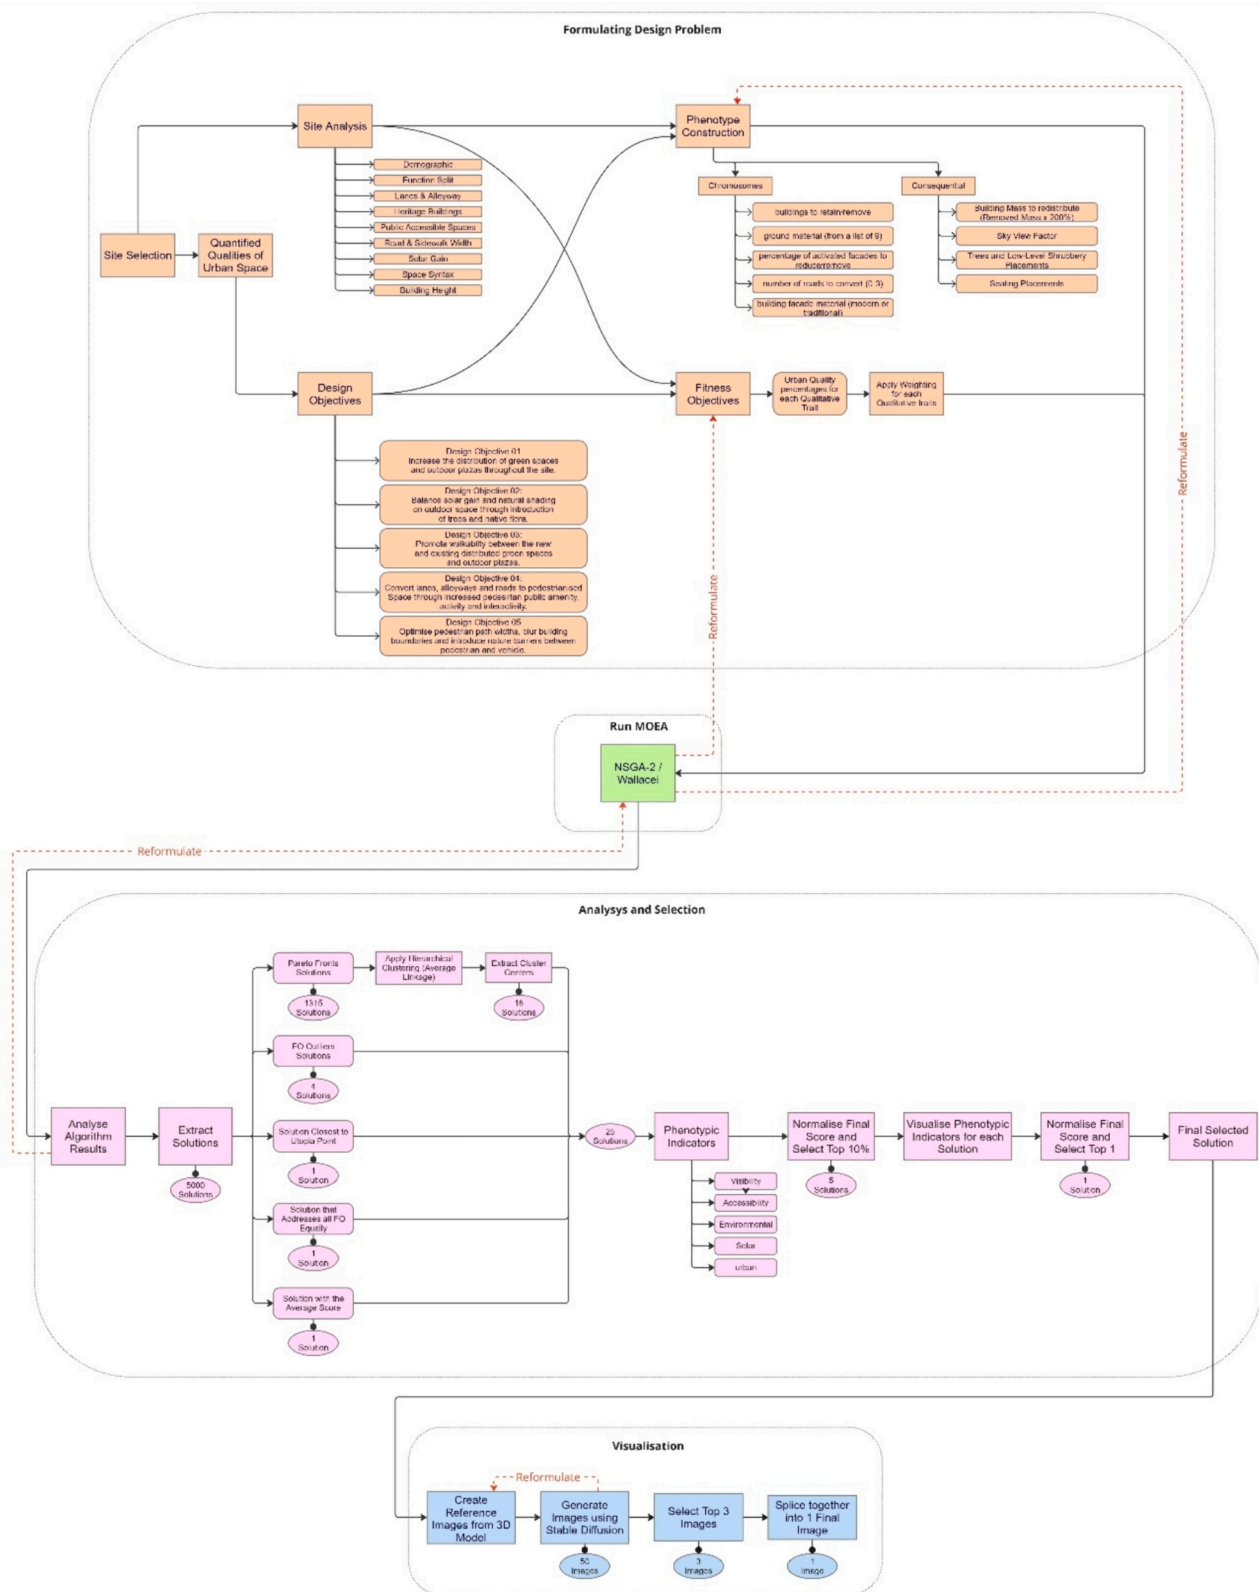 Formulating Design Problem
Site Analysis
Phenotype
Construction
Demographic
Function Split
Lanes & Alleyway
Heritage Buildings
Public Accessible Spaces
Road & Sidewalk Width
Solar Gain
Space Syntax
Building Height
Chromosomes
Consequential
buildings to retain-remove
ground material (from a list of 9)
percentage of activated facades to
reduce/remove
number of roads to convert (0-3)
building facade material (modern or
traditional)
Building Mass to redistribute
(Removed Mass x 200%)
Sky View Factor
Trees and Low-Level Shrubbery
Placements
Seating Placements
Site Selection
Quantified
Qualities of
Urban Space
Design
Objectives
Fitness
Objectives
Urban Quality
percentages for
each Qualitative
Trait
Apply Weighting
for each
Qualitative traits
Reformulate
Design Objective 01
Increase the distribution of green spaces
and outdoor plazas throughout the site.
Design Objective 02:
Balance solar gain and natural shading
on outdoor space through introduction
of trees and native flora.
Design Objective 03:
Promote walkability between the new
and existing distributed green spaces
and outdoor plazas.
Design Objective 04:
Convert lanes, alleyways and roads to pedestrianised
Space through increased pedestrian public amenity,
activity and interactivity.
Design Objective 05
Optimise pedestrian path widths, blur building
boundaries and introduce nature barriers between
pedestrian and vehicle.
Reformulate
Run MOEA
NSGA-2 /
Wallacei
Reformulate
Analysys and Selection
Pareto Fronts
Solutions
Apply Hierarchical
Clustering (Average
Linkage)
Extract Cluster
Centers
1315
Solutions
Solutions
FO Outliers
Solutions
4
Solutions
Analyse
Algorithm
Results
Extract
Solutions
5000
Solutions
Solution Closest to
Utopia Point
1
Solution
Solution that
Addresses all FO
Equally
1
Solution
Solution with the
Average Score
1
Solution
25
Solutions
Phenotypic
Indicators
Visibility
Accessibility
Environmental
Solar
urban
Normalise Final
Score and
Select Top 10%
5
Solutions
Visualise Phenotypic
Indicators for each
Solution
Normalise Final
Score and
Select Top 1
1
Solution
Final Selected
Solution
Visualisation
Reformulate
Create
Reference
Images from 3D
Model
Generate
Images using
Stable Diffusion
50
Images
Select Top 3
Images
3
Images
Splice together
into 1 Final
Image
1
Image